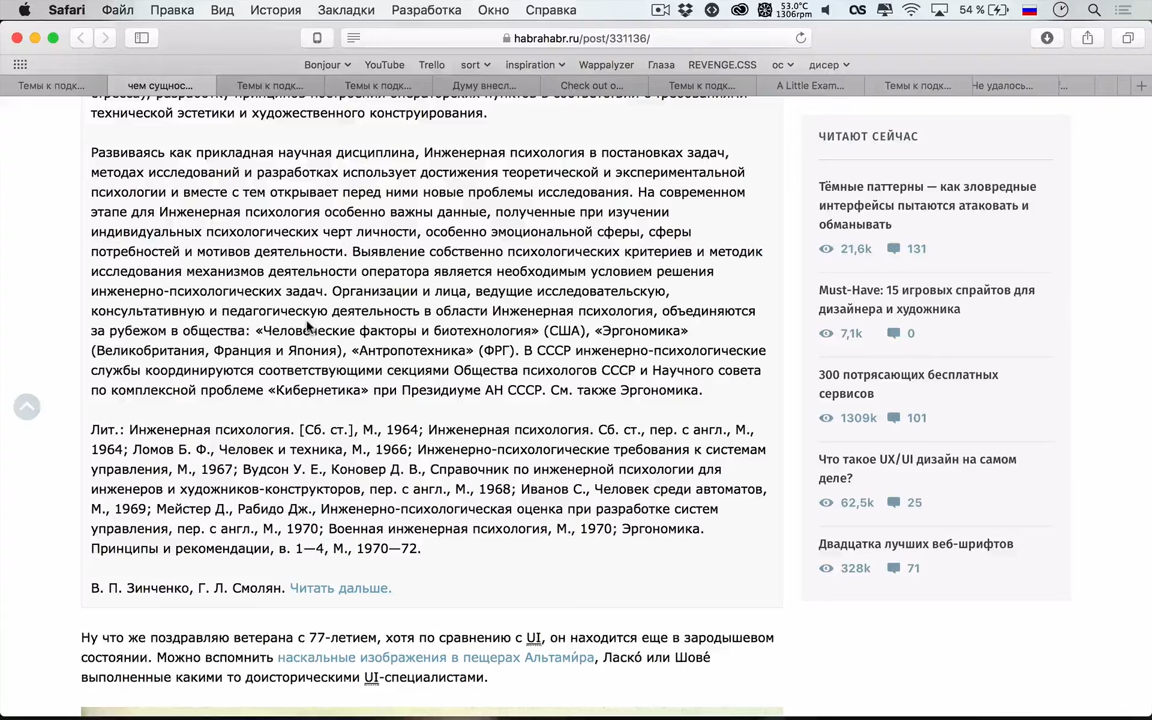 Safari Файл Правка Вид История Закладки Разработка Окно Справка 53.0°C 1306rpm 54 %
habrahabr.ru/post/331136/
Bonjour YouTube Trello sort inspiration Wappalyzer Глаза REVENGE.CSS ос дисер
Темы к подк... чем сущнос... Темы к подк... Темы к подк... Думу внесл... Check out o... Темы к подк... A Little Exam... Темы к подк... Не удалось...
технической эстетики и художественного конструирования.
Развиваясь как прикладная научная дисциплина, Инженерная психология в постановках задач,
методах исследований и разработках использует достижения теоретической и экспериментальной
психологии и вместе с тем открывает перед ними новые проблемы исследования. На современном
этапе для Инженерная психология особенно важны данные, полученные при изучении
индивидуальных психологических черт личности, особенно эмоциональной сферы, сферы
потребностей и мотивов деятельности. Выявление собственно психологических критериев и методик
исследования механизмов деятельности оператора является необходимым условием решения
инженерно-психологических задач. Организации и лица, ведущие исследовательскую,
консультативную и педагогическую деятельность в области Инженерная психология, объединяются
за рубежом в общества: «Человеческие факторы и биотехнология» (США), «Эргономика»
(Великобритания, Франция и Япония), «Антропотехника» (ФРГ). В СССР инженерно-психологические
службы координируются соответствующими секциями Общества психологов СССР и Научного совета
по комплексной проблеме «Кибернетика» при Президиуме АН СССР. См. также Эргономика.
Лит.: Инженерная психология. [Сб. ст.], М., 1964; Инженерная психология. Сб. ст., пер. с англ., М.,
1964; Ломов Б. Ф., Человек и техника, М., 1966; Инженерно-психологические требования к системам
управления, М., 1967; Вудсон У. Е., Коновер Д. В., Справочник по инженерной психологии для
инженеров и художников-конструкторов, пер. с англ., М., 1968; Иванов С., Человек среди автоматов,
М., 1969; Мейстер Д., Рабидо Дж., Инженерно-психологическая оценка при разработке систем
управления, пер. с англ., М., 1970; Военная инженерная психология, М., 1970; Эргономика.
Принципы и рекомендации, в. 1—4, М., 1970—72.
В. П. Зинченко, Г. Л. Смолян. Читать дальше.
Ну что же поздравляю ветерана с 77-летием, хотя по сравнению с UI, он находится еще в зародышевом
состоянии. Можно вспомнить наскальные изображения в пещерах Альтами́ра, Ласко́ или Шове́
выполненные какими то доисторическими UI-специалистами.
ЧИТАЮТ СЕЙЧАС
Тёмные паттерны — как зловредные
интерфейсы пытаются атаковать и
обманывать
21,6k 131
Must-Have: 15 игровых спрайтов для
дизайнера и художника
7,1k 0
300 потрясающих бесплатных
сервисов
1309k 101
Что такое UX/UI дизайн на самом
деле?
62,5k 25
Двадцатка лучших веб-шрифтов
328k 71